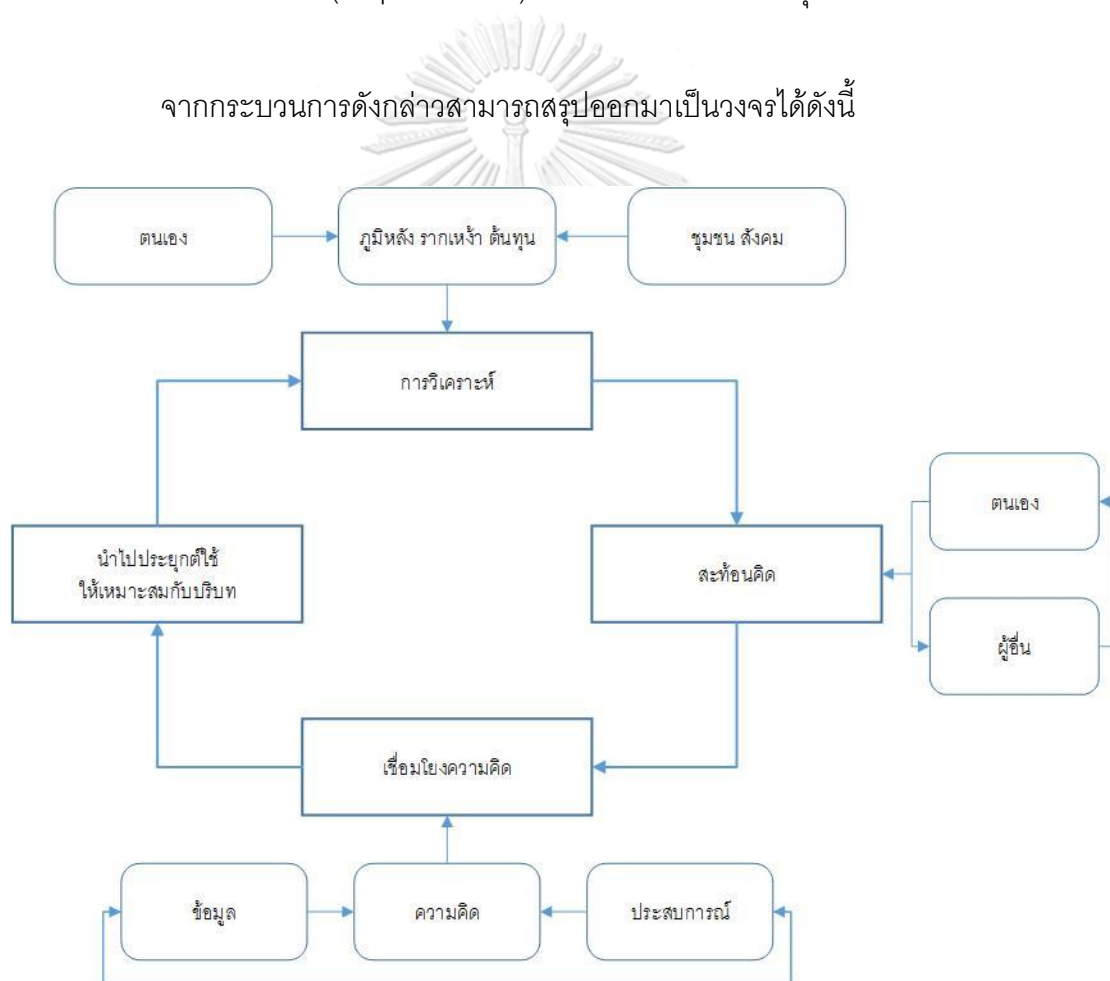 จากกระบวนการดังกล่าวสามารถสรุปออกมาเป็นวงจรได้ดังนี้
ตนเอง
ภูมิหลัง รากเหง้า ต้นทุน
ชุมชน สังคม
การวิเคราะห์
ตนเอง
นำไปประยุกต์ใช้
ให้เหมาะสมกับบริบท
สะท้อนคิด
ผู้อื่น
เชื่อมโยงความคิด
ข้อมูล
ความคิด
ประสบการณ์